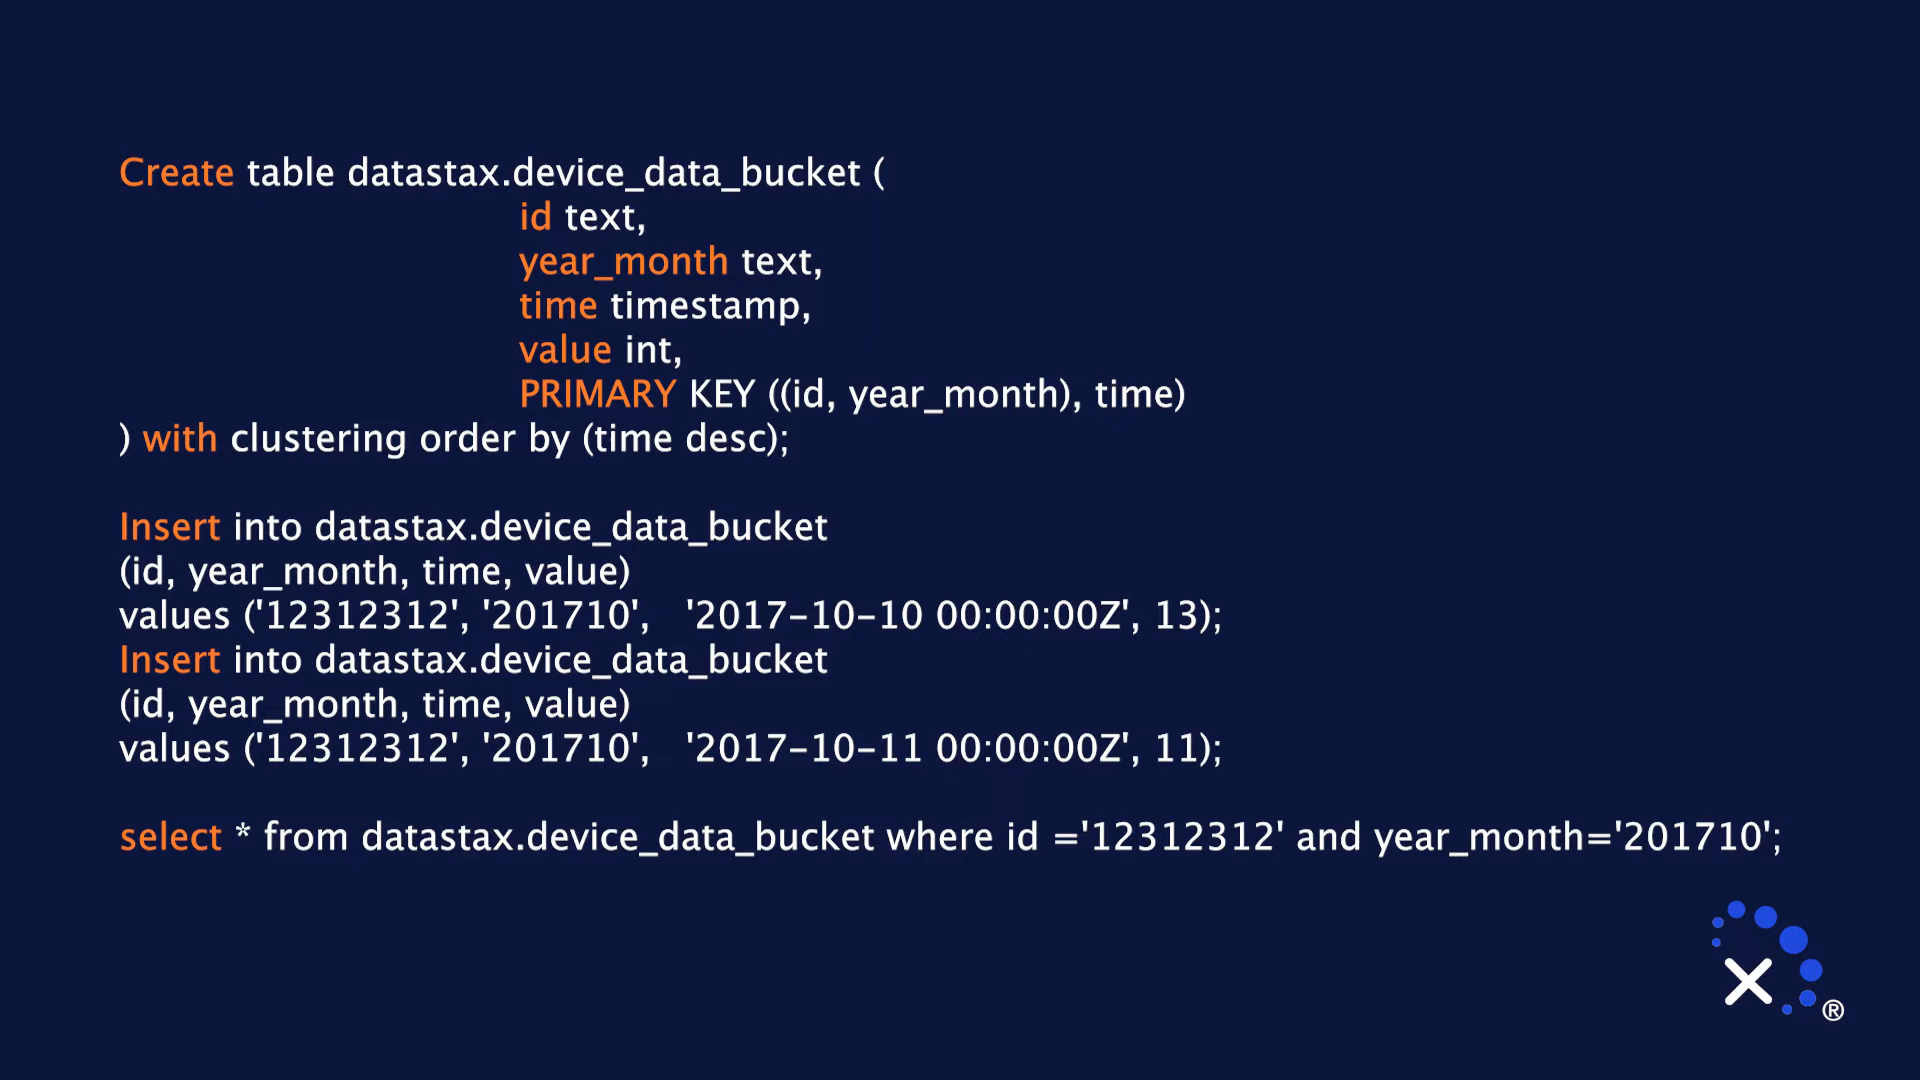 Create table datastax.device_data_bucket (
id text,
year_month text,
time timestamp,
value int,
PRIMARY KEY ((id, year_month), time)
) with clustering order by (time desc);
Insert into datastax.device_data_bucket
(id, year_month, time, value)
values ('12312312', '201710',   '2017-10-10 00:00:00Z', 13);
Insert into datastax.device_data_bucket
(id, year_month, time, value)
values ('12312312', '201710',   '2017-10-11 00:00:00Z', 11);
select * from datastax.device_data_bucket where id ='12312312' and year_month='201710';
®